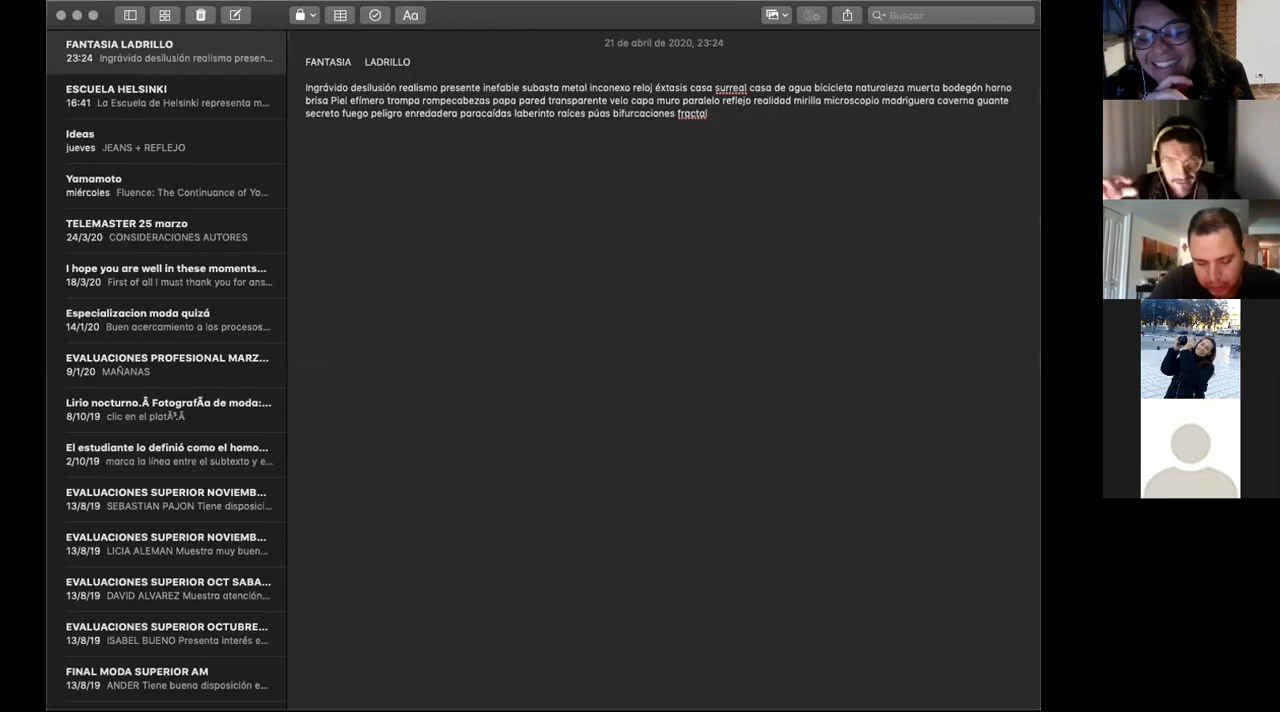 Buscar
FANTASIA LADRILLO
23:24 Ingrávido desilusión realismo presen...
ESCUELA HELSINKI
16:41 La Escuela de Helsinki representa m...
Ideas
jueves JEANS + REFLEJO
Yamamoto
miércoles Fluence: The Continuance of Yo...
TELEMASTER 25 marzo
24/3/20 CONSIDERACIONES AUTORES
I hope you are well in these moments...
18/3/20 First of all I must thank you for ans...
Especializacion moda quizá
14/1/20 Buen acercamiento a los procesos...
EVALUACIONES PROFESIONAL MARZ...
9/1/20 MAÑANAS
Lirio nocturno.Â FotografÃa de moda:...
8/10/19 clic en el platÃ³.Â
El estudiante lo definió como el homo...
2/10/19 marca la línea entre el subtexto y e...
EVALUACIONES SUPERIOR NOVIEMB...
13/8/19 SEBASTIAN PAJON Tiene disposici...
EVALUACIONES SUPERIOR NOVIEMB...
13/8/19 LICIA ALEMAN Muestra muy buen...
EVALUACIONES SUPERIOR OCT SABA...
13/8/19 DAVID ALVAREZ Muestra atención...
EVALUACIONES SUPERIOR OCTUBRE...
13/8/19 ISABEL BUENO Presenta interés e...
FINAL MODA SUPERIOR AM
13/8/19 ANDER Tiene buena disposición e...
21 de abril de 2020, 23:24
FANTASIA LADRILLO
Ingrávido desilusión realismo presente inefable subasta metal inconexo reloj éxtasis casa surreal casa de agua bicicleta naturaleza muerta bodegón horno
brisa Piel efímero trompa rompecabezas papa pared transparente velo capa muro paralelo reflejo realidad mirilla microscopio madriguera caverna guante
secreto fuego peligro enredadera paracaídas laberinto raíces púas bifurcaciones fractal